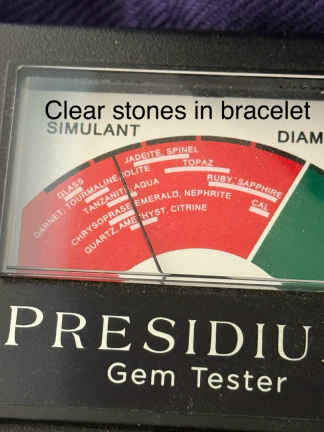 Clear stones in bracelet
SIMULANT
DIAM
JADEITE, SPINEL
TOPAZ
GLASS
GARNET, TOURMALINE, IOLITE
RUBY-SAPPHIRE
TANZANITE, AQUA
CAL
CHRYSOPRASE, EMERALD, NEPHRITE
QUARTZ, AMETHYST, CITRINE
PRESIDIU
Gem Tester